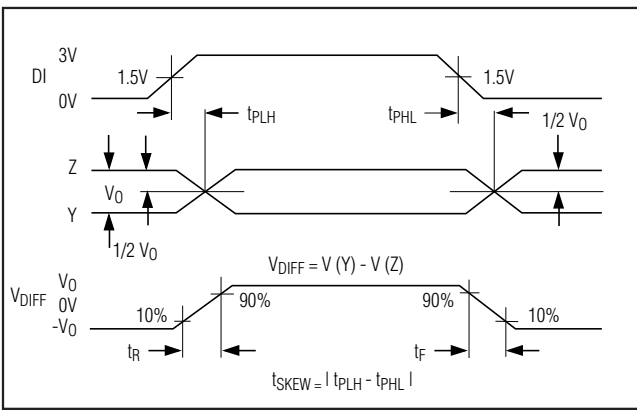 3V
DI
1.5V
1.5V
0V
tPLH
tPHL
1/2 VO
Z
VO
Y
1/2 VO
VDIFF = V (Y) - V (Z)
VO
VDIFF 0V
-VO
10%
90%
90%
10%
tR
tF
tSKEW = | tPLH - tPHL |